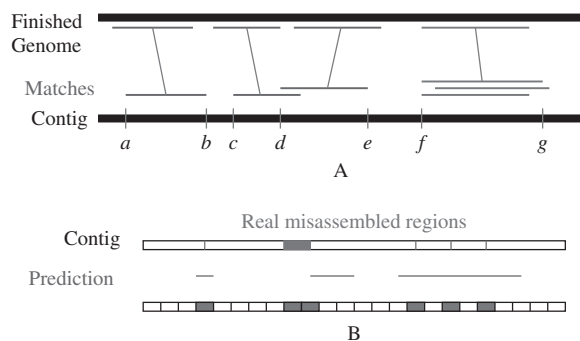 Finished
Genome
Matches
Contig
a b c d e f g
A
Real misassembled regions
Contig
Prediction
B